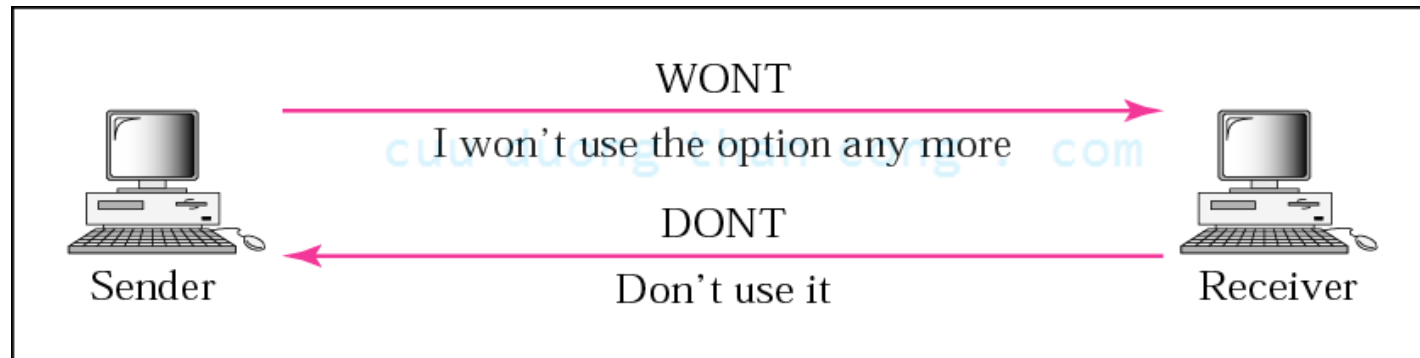 WONT
I won't use the option any more
cuu duong than cong . com
DONT
Don't use it
Sender
Receiver